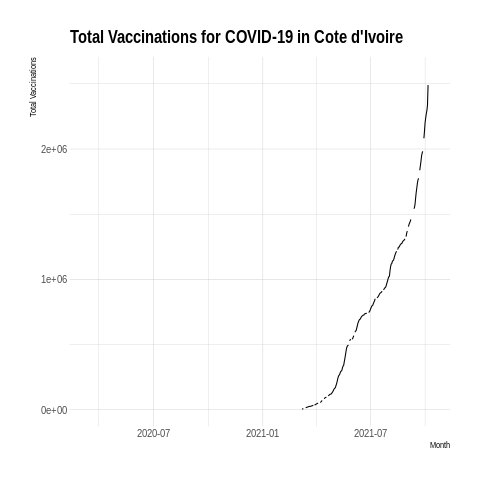 Total Vaccinations for COVID-19 in Cote d'Ivoire
Total Vaccinations
2e+06
1e+06
0e+00
2020-07 2021-01 2021-07
Month